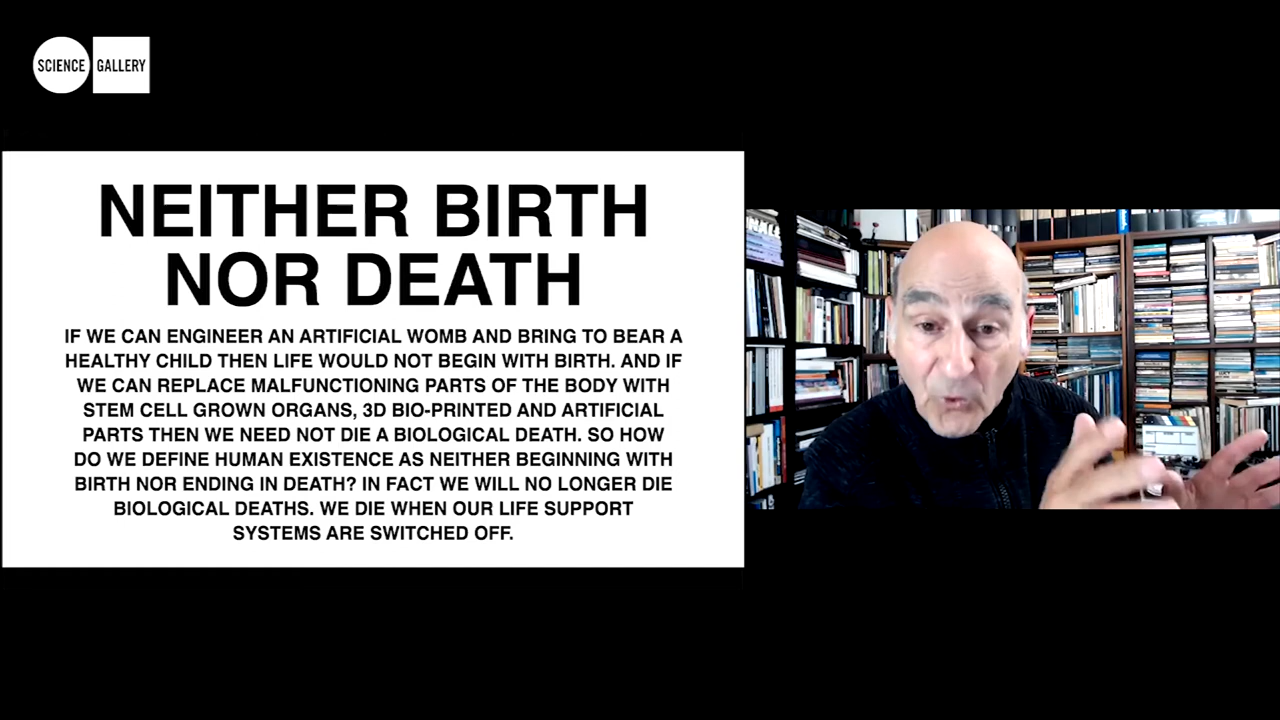 SCIENCE GALLERY
NEITHER BIRTH
NOR DEATH
IF WE CAN ENGINEER AN ARTIFICIAL WOMB AND BRING TO BEAR A
HEALTHY CHILD THEN LIFE WOULD NOT BEGIN WITH BIRTH. AND IF
WE CAN REPLACE MALFUNCTIONING PARTS OF THE BODY WITH
STEM CELL GROWN ORGANS, 3D BIO-PRINTED AND ARTIFICIAL
PARTS THEN WE NEED NOT DIE A BIOLOGICAL DEATH. SO HOW
DO WE DEFINE HUMAN EXISTENCE AS NEITHER BEGINNING WITH
BIRTH NOR ENDING IN DEATH? IN FACT WE WILL NO LONGER DIE
BIOLOGICAL DEATHS. WE DIE WHEN OUR LIFE SUPPORT
SYSTEMS ARE SWITCHED OFF.